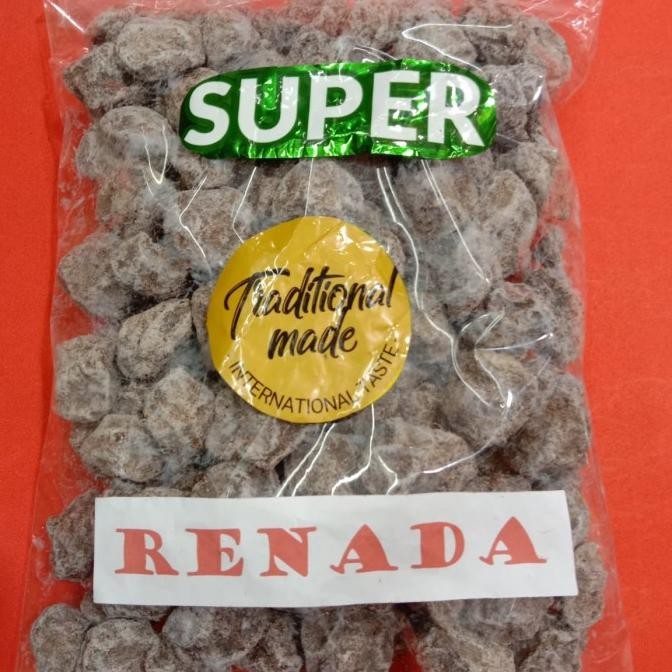 SUPER
Traditional
made
INTERNATIONAL TASTE
RENADA